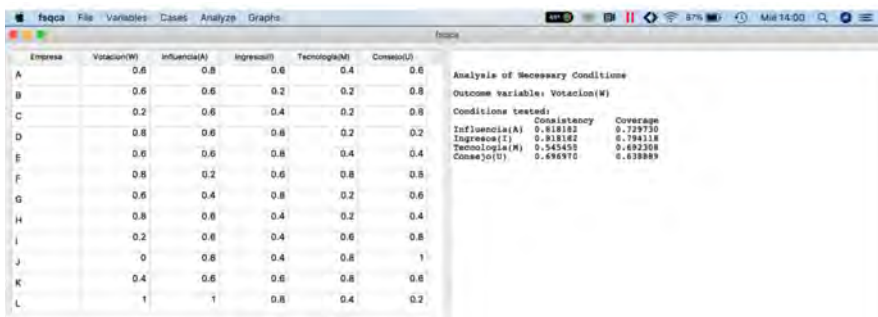 fsqca File Variables Cases Analyze Graphs 87% Mié 14:00
fsqca
Empresa Votacion(W) Influencia(A) Ingresos(I) Tecnología(M) Consejo(U)
A 0.6 0.8 0.6 0.4 0.6
B 0.6 0.6 0.2 0.2 0.8
C 0.2 0.6 0.4 0.2 0.8
D 0.8 0.6 0.8 0.2 0.2
E 0.6 0.6 0.8 0.4 0.4
F 0.8 0.2 0.6 0.8 0.8
G 0.6 0.4 0.8 0.2 0.6
H 0.8 0.6 0.4 0.2 0.4
I 0.2 0.6 0.4 0.6 0.8
J 0 0.8 0.4 0.8 1
K 0.4 0.6 0.6 0.8 0.6
L 1 1 0.8 0.4 0.2
Analysis of Necessary Conditions
Outcome variable: Votacion(W)
Conditions tested:
Consistency Coverage
Influencia(A) 0.818182 0.729730
Ingresos(I) 0.818182 0.794118
Tecnología(M) 0.545455 0.692308
Consejo(U) 0.696970 0.638889